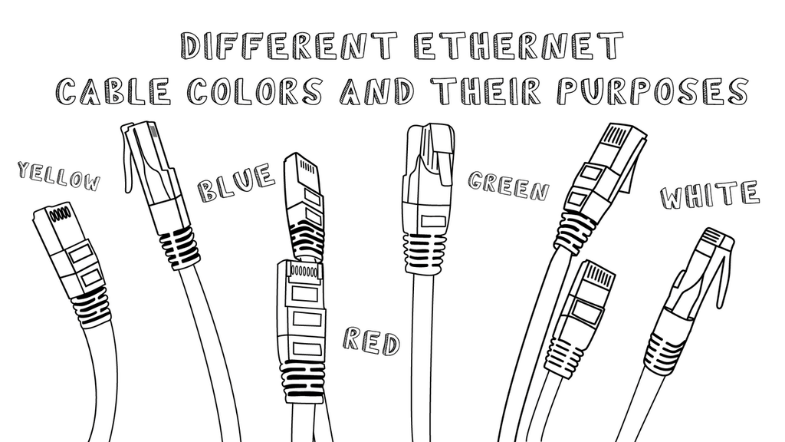 DIFFERENT ETHERNET
CABLE COLORS AND THEIR PURPOSES
YELLOW
BLUE
GREEN
WHITE
RED